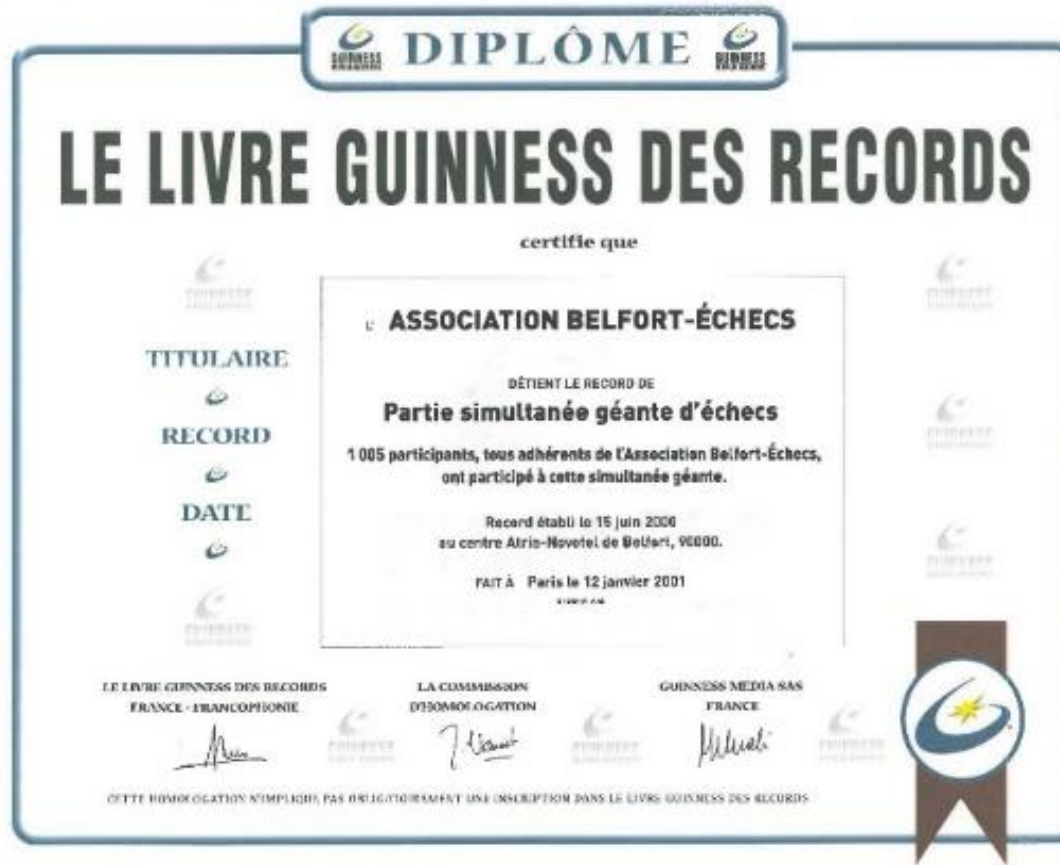 DIPLÔME
LE LIVRE GUINNESS DES RECORDS
certifie que
L' ASSOCIATION BELFORT-ÉCHECS
TITULAIRE
DÉTIENT LE RECORD DE
Partie simultanée géante d'échecs
RECORD
1 005 participants, tous adhérents de l'Association Belfort-Échecs,
ont participé à cette simultanée géante.
DATE
Record établi le 15 juin 2000
au centre Atria-Novotel de Belfort, 90000.
FAIT À Paris le 12 janvier 2001
LE LIVRE GUINNESS DES RECORDS
FRANCE - FRANCOPHONIE
LA COMMISSION
D'HOMOLOGATION
GUINNESS MEDIA SAS
FRANCE
CETTE HOMOLOGATION N'IMPLIQUE PAS OBLIGATOIREMENT UNE INSCRIPTION DANS LE LIVRE GUINNESS DES RECORDS